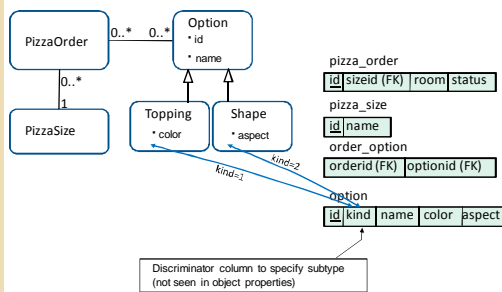 PizzaOrder
0..*
0..*
Option
• id
• name
0..*
1
PizzaSize
Topping
• color
Shape
• aspect
kind=1
kind=2
pizza_order
id sizeid (FK) room status
pizza_size
id name
order_option
orderid (FK) optionid (FK)
option
id kind name color aspect
Discriminator column to specify subtype
(not seen in object properties)